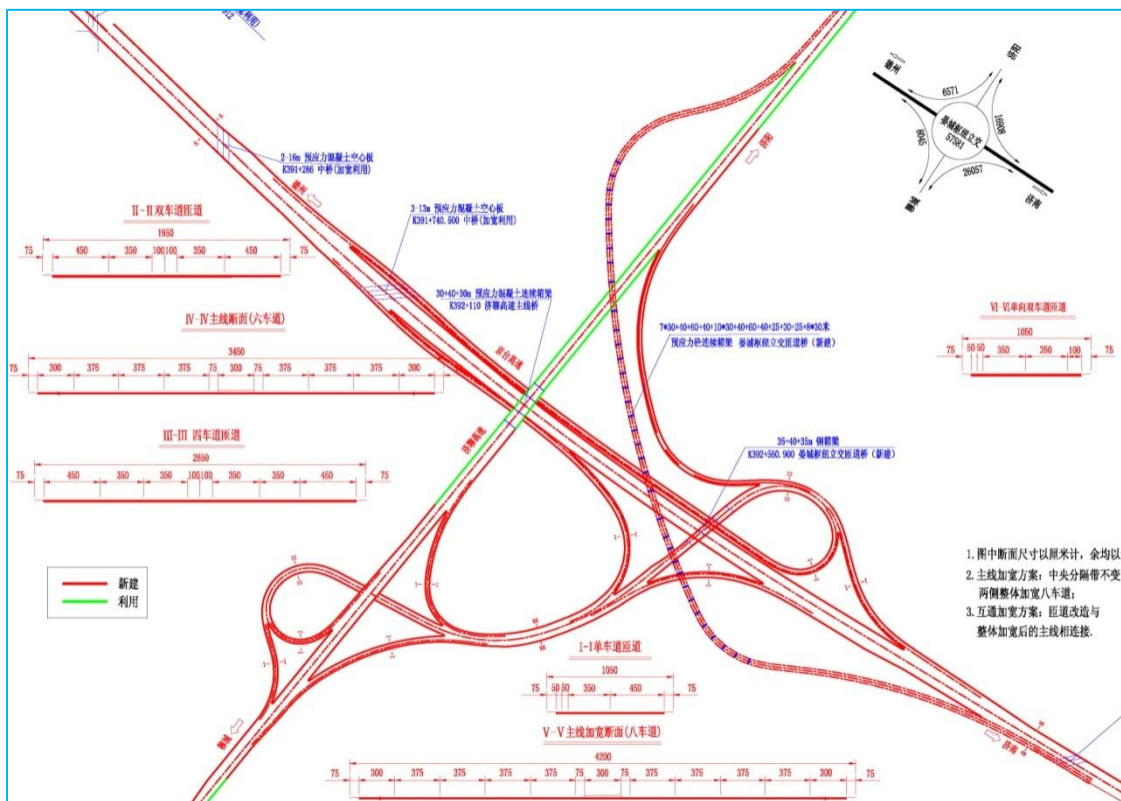 德州
济阳
6571
16908
8045
26057
晏城枢纽立交
57581
聊城
济南
2-16m 预应力混凝土空心板
K391+286 中桥(加宽利用)
德州
3-13m 预应力混凝土空心板
K391+740.500 中桥(加宽利用)
30+40+30m 预应力混凝土连续箱梁
K392+110 济聊高速主线桥
济阳
II-II双车道匝道
1950
75 450 350 100 100 350 450 75
IV-IV主线断面(六车道)
3450
75 300 375 375 375 75 300 75 375 375 375 300 75
III-III 四车道匝道
2850
75 450 350 350 100 100 350 350 450 75
京台高速
济聊高速
7*30+40+60+40+10*30+40+60+40+25+30+25+8*30米
预应力砼连续箱梁 晏城枢纽立交匝道桥（新建）
VI-VI单向双车道匝道
1050
75 50 50 350 350 100 75
35+40+35m 钢箱梁
K392+560.900 晏城枢纽立交匝道桥（新建）
新建
利用
1. 图中断面尺寸以厘米计，余均以
2. 主线加宽方案：中央分隔带不变
两侧整体加宽八车道；
3. 互通加宽方案：匝道改造与
整体加宽后的主线相连接.
I-I单车道匝道
1050
75 50 50 350 450 75
V-V主线加宽断面(八车道)
4200
75 300 375 375 375 375 75 300 75 375 375 375 375 300 75
聊城
济南